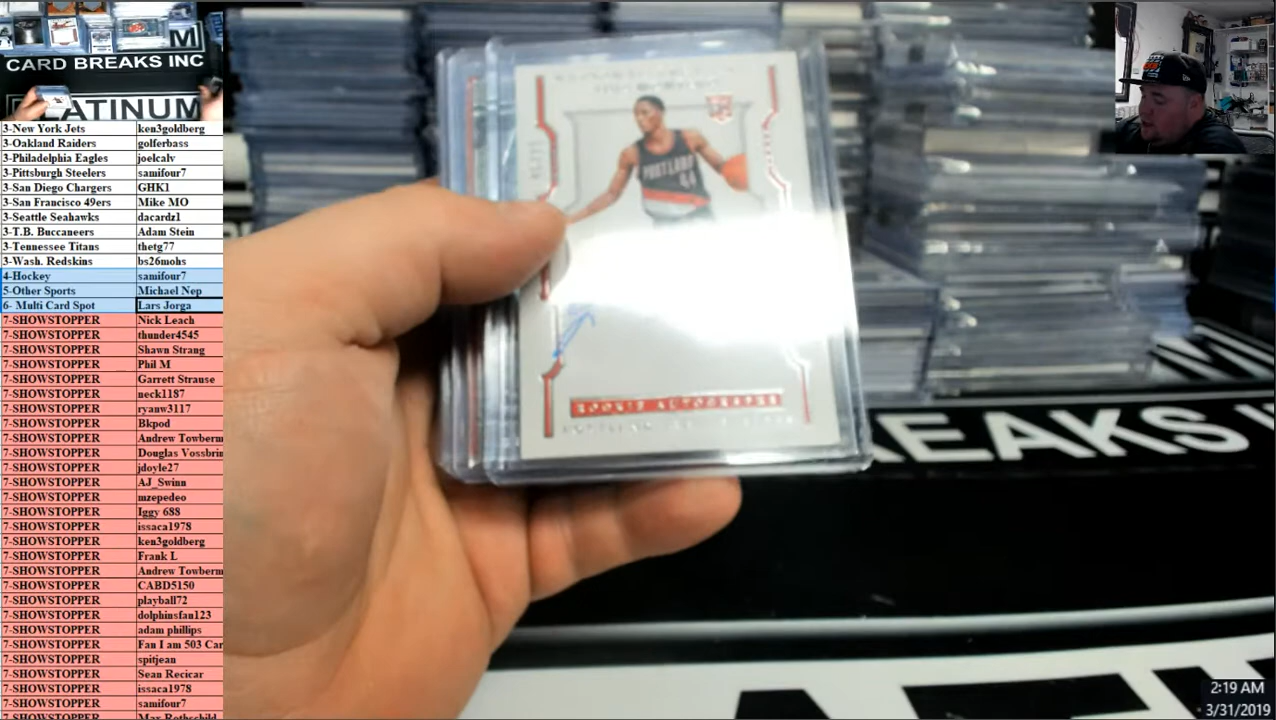 M
CARD BREAKS INC
PLATINUM
3-New York Jets ken3goldberg
3-Oakland Raiders golferbass
3-Philadelphia Eagles joelcalv
3-Pittsburgh Steelers samifour7
3-San Diego Chargers GHK1
3-San Francisco 49ers Mike MO
3-Seattle Seahawks dacardz1
3-T.B. Buccaneers Adam Stein
3-Tennessee Titans thetg77
3-Wash. Redskins bs26mohs
4-Hockey samifour7
5-Other Sports Michael Nep
6- Multi Card Spot Lars Jorga
7-SHOWSTOPPER Nick Leach
7-SHOWSTOPPER thunder4545
7-SHOWSTOPPER Shawn Strang
7-SHOWSTOPPER Phil M
7-SHOWSTOPPER Garrett Strause
7-SHOWSTOPPER neck1187
7-SHOWSTOPPER ryanw3117
7-SHOWSTOPPER Bkpod
7-SHOWSTOPPER Andrew Towberm
7-SHOWSTOPPER Douglas Vossbrin
7-SHOWSTOPPER jdoyle27
7-SHOWSTOPPER AJ_Swinn
7-SHOWSTOPPER mzepedeo
7-SHOWSTOPPER Iggy 688
7-SHOWSTOPPER issaca1978
7-SHOWSTOPPER ken3goldberg
7-SHOWSTOPPER Frank L
7-SHOWSTOPPER Andrew Towberm
7-SHOWSTOPPER CABD5150
7-SHOWSTOPPER playball72
7-SHOWSTOPPER dolphinsfan123
7-SHOWSTOPPER adam phillips
7-SHOWSTOPPER Fan I am 503 Car
7-SHOWSTOPPER spitjean
7-SHOWSTOPPER Sean Recicar
7-SHOWSTOPPER issaca1978
7-SHOWSTOPPER samifour7
7-SHOWSTOPPER Max Rothschild
PORTLAND
44
ROOKIE AUTOGRAPHS
BREAKS IN
2:19 AM
3/31/2019